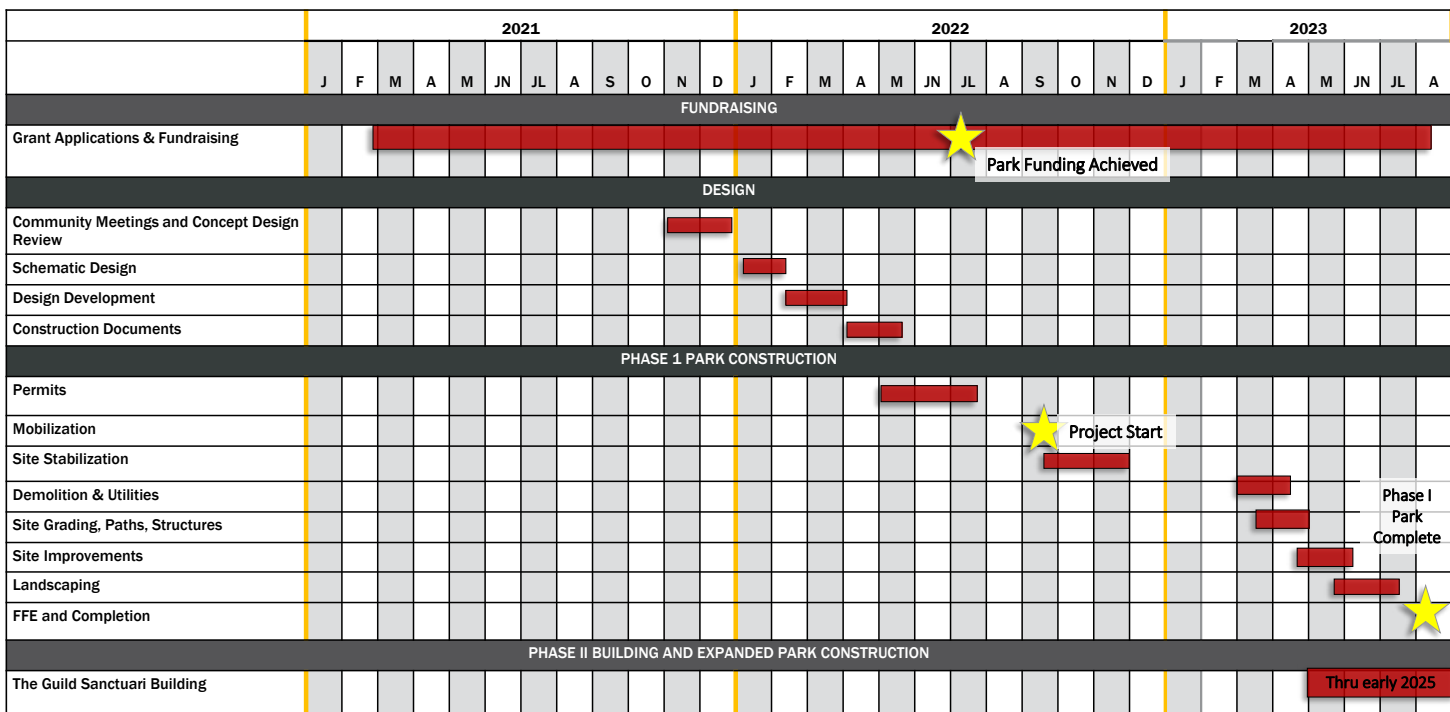 2021 2022 2023
J F M A M JN JL A S O N D J F M A M JN JL A S O N D J F M A M JN JL A
FUNDRAISING
Grant Applications & Fundraising
Park Funding Achieved
DESIGN
Community Meetings and Concept Design
Review
Schematic Design
Design Development
Construction Documents
PHASE 1 PARK CONSTRUCTION
Permits
Mobilization
Project Start
Site Stabilization
Demolition & Utilities
Phase I
Park
Complete
Site Grading, Paths, Structures
Site Improvements
Landscaping
FFE and Completion
PHASE II BUILDING AND EXPANDED PARK CONSTRUCTION
The Guild Sanctuari Building
Thru early 2025